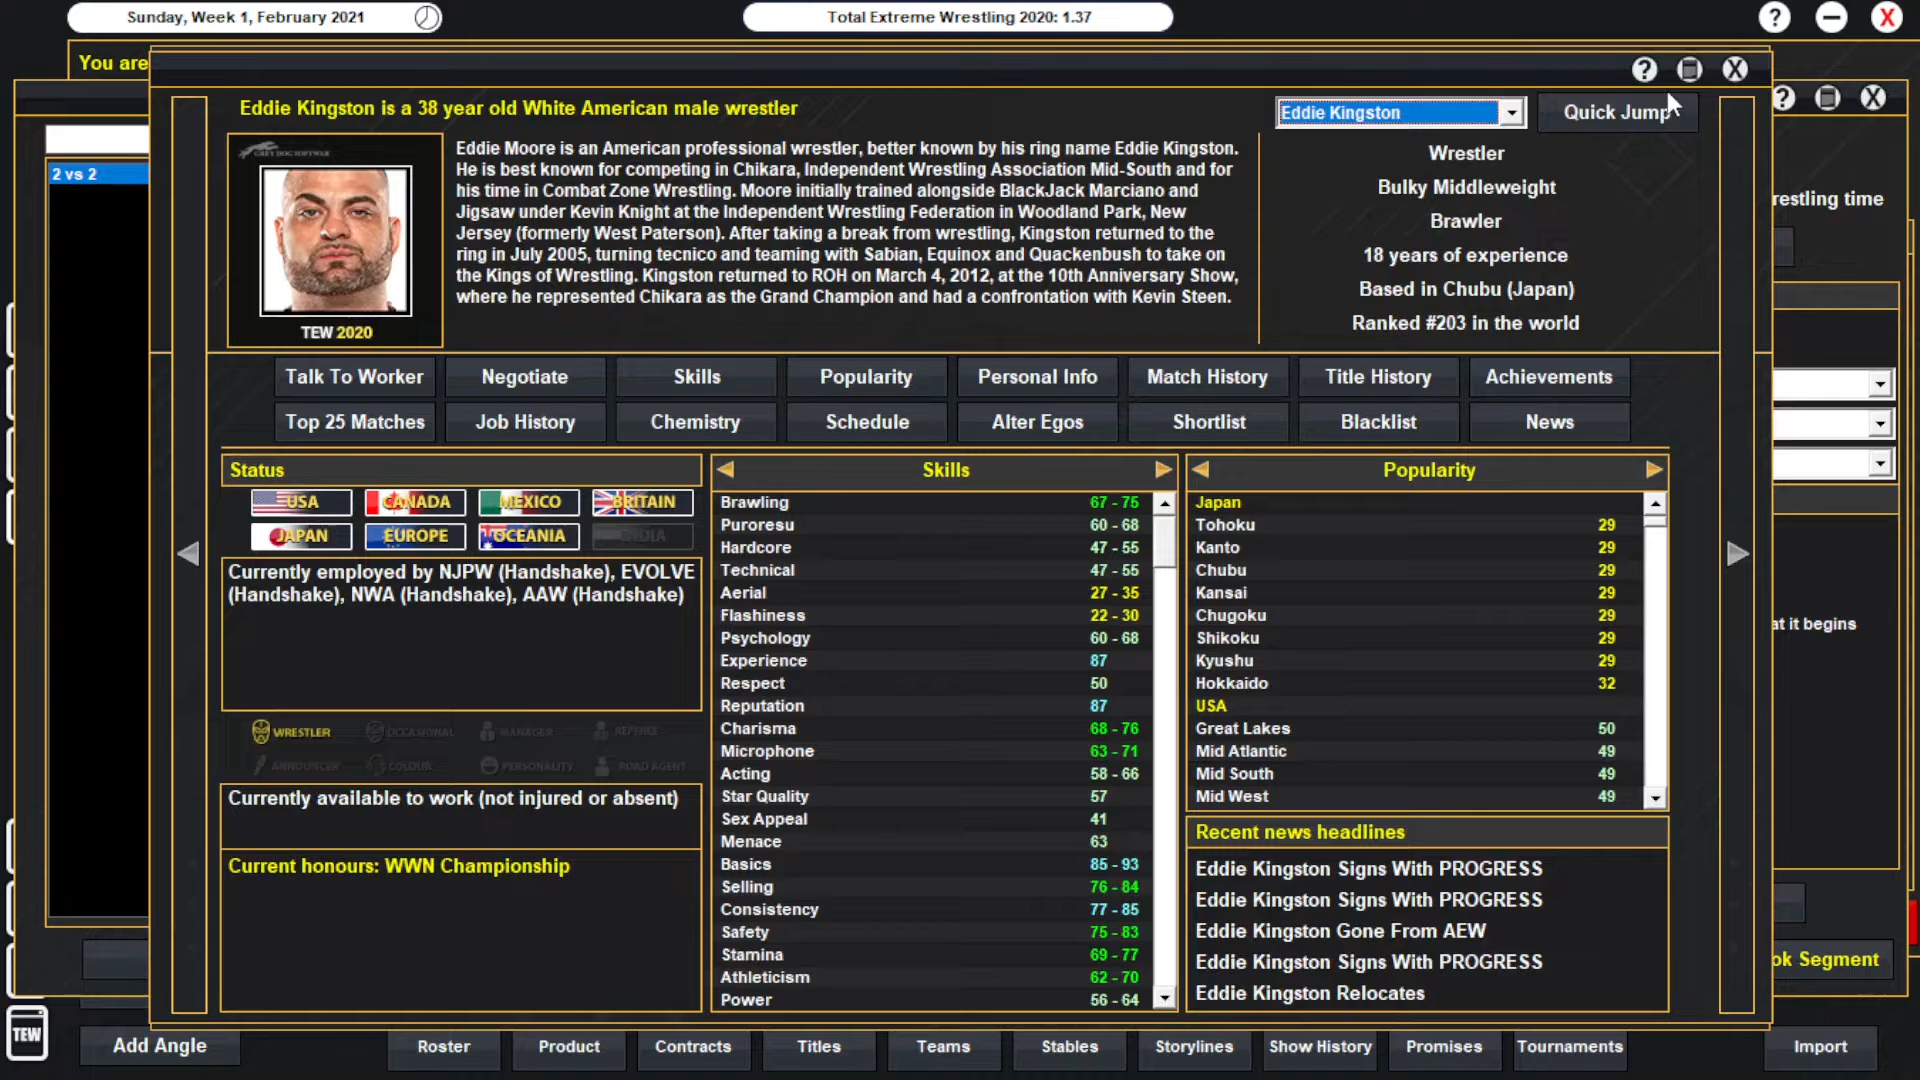 Sunday, Week 1, February 2021
Total Extreme Wrestling 2020: 1.37
You are
Eddie Kingston is a 38 year old White American male wrestler
Eddie Kingston
Quick Jump
GREY DOG SOFTWARE
TEW 2020
Eddie Moore is an American professional wrestler, better known by his ring name Eddie Kingston.
He is best known for competing in Chikara, Independent Wrestling Association Mid-South and for
his time in Combat Zone Wrestling. Moore initially trained alongside BlackJack Marciano and
Jigsaw under Kevin Knight at the Independent Wrestling Federation in Woodland Park, New
Jersey (formerly West Paterson). After taking a break from wrestling, Kingston returned to the
ring in July 2005, turning tecnico and teaming with Sabian, Equinox and Quackenbush to take on
the Kings of Wrestling. Kingston returned to ROH on March 4, 2012, at the 10th Anniversary Show,
where he represented Chikara as the Grand Champion and had a confrontation with Kevin Steen.
Wrestler
Bulky Middleweight
Brawler
18 years of experience
Based in Chubu (Japan)
Ranked #203 in the world
2 vs 2
restling time
Talk To Worker
Negotiate
Skills
Popularity
Personal Info
Match History
Title History
Achievements
Top 25 Matches
Job History
Chemistry
Schedule
Alter Egos
Shortlist
Blacklist
News
Status
USA
CANADA
MEXICO
BRITAIN
JAPAN
EUROPE
OCEANIA
INDIA
Currently employed by NJPW (Handshake), EVOLVE
(Handshake), NWA (Handshake), AAW (Handshake)
WRESTLER
OCCASIONAL
MANAGER
REFEREE
ANNOUNCER
COLOUR
PERSONALITY
ROAD AGENT
Currently available to work (not injured or absent)
Current honours: WWN Championship
Skills
Brawling 67 - 75
Puroresu 60 - 68
Hardcore 47 - 55
Technical 47 - 55
Aerial 27 - 35
Flashiness 22 - 30
Psychology 60 - 68
Experience 87
Respect 50
Reputation 87
Charisma 68 - 76
Microphone 63 - 71
Acting 58 - 66
Star Quality 57
Sex Appeal 41
Menace 63
Basics 85 - 93
Selling 76 - 84
Consistency 77 - 85
Safety 75 - 83
Stamina 69 - 77
Athleticism 62 - 70
Power 56 - 64
Popularity
Japan
Tohoku 29
Kanto 29
Chubu 29
Kansai 29
Chugoku 29
Shikoku 29
Kyushu 29
Hokkaido 32
USA
Great Lakes 50
Mid Atlantic 49
Mid South 49
Mid West 49
Recent news headlines
Eddie Kingston Signs With PROGRESS
Eddie Kingston Signs With PROGRESS
Eddie Kingston Gone From AEW
Eddie Kingston Signs With PROGRESS
Eddie Kingston Relocates
at it begins
ok Segment
TEW
Add Angle
Roster
Product
Contracts
Titles
Teams
Stables
Storylines
Show History
Promises
Tournaments
Import